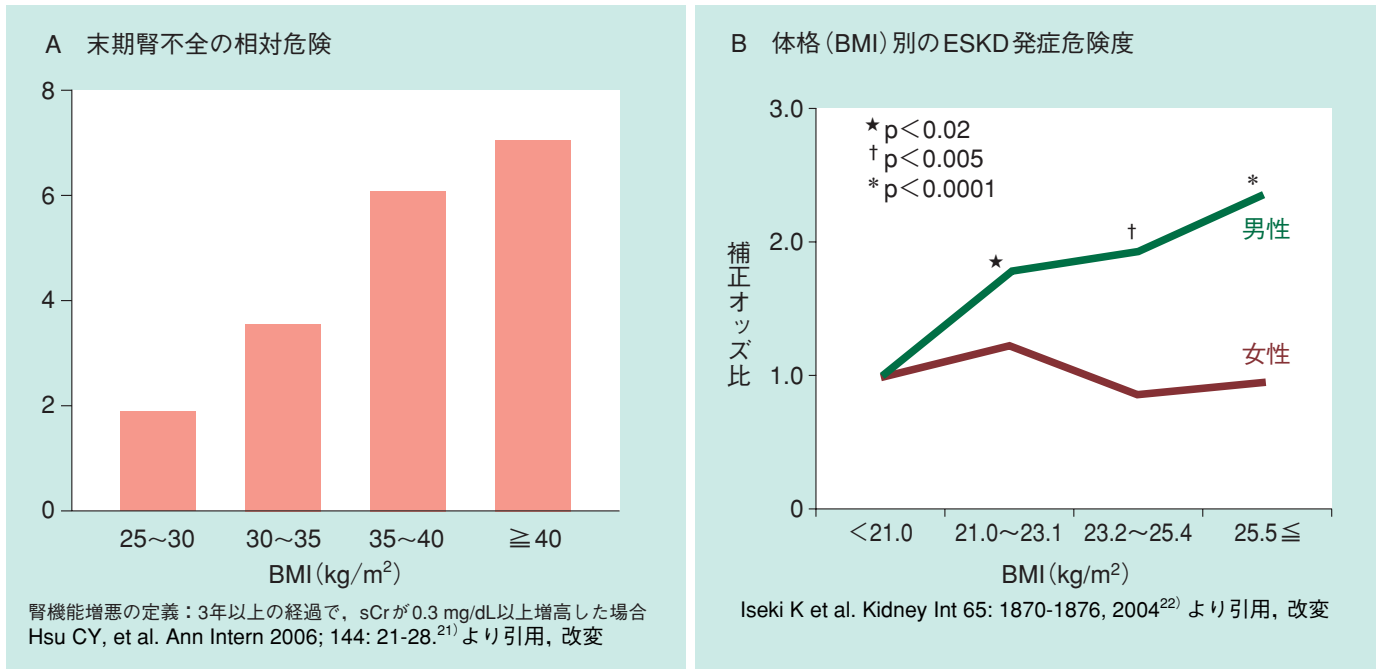 A 末期腎不全の相対危険
8
6
4
2
0
25～30 30～35 35～40 ≧40
BMI(kg/m²)
腎機能増悪の定義：3年以上の経過で，sCrが0.3 mg/dL以上増高した場合
Hsu CY, et al. Ann Intern 2006; 144: 21-28.²¹⁾より引用，改変
B 体格(BMI)別のESKD発症危険度
3.0
2.0
1.0
0
補正オッズ比
★p＜0.02
†p＜0.005
*p＜0.0001
★
†
*
男性
女性
＜21.0 21.0～23.1 23.2～25.4 25.5≦
BMI(kg/m²)
Iseki K et al. Kidney Int 65: 1870-1876, 2004²²⁾ より引用，改変